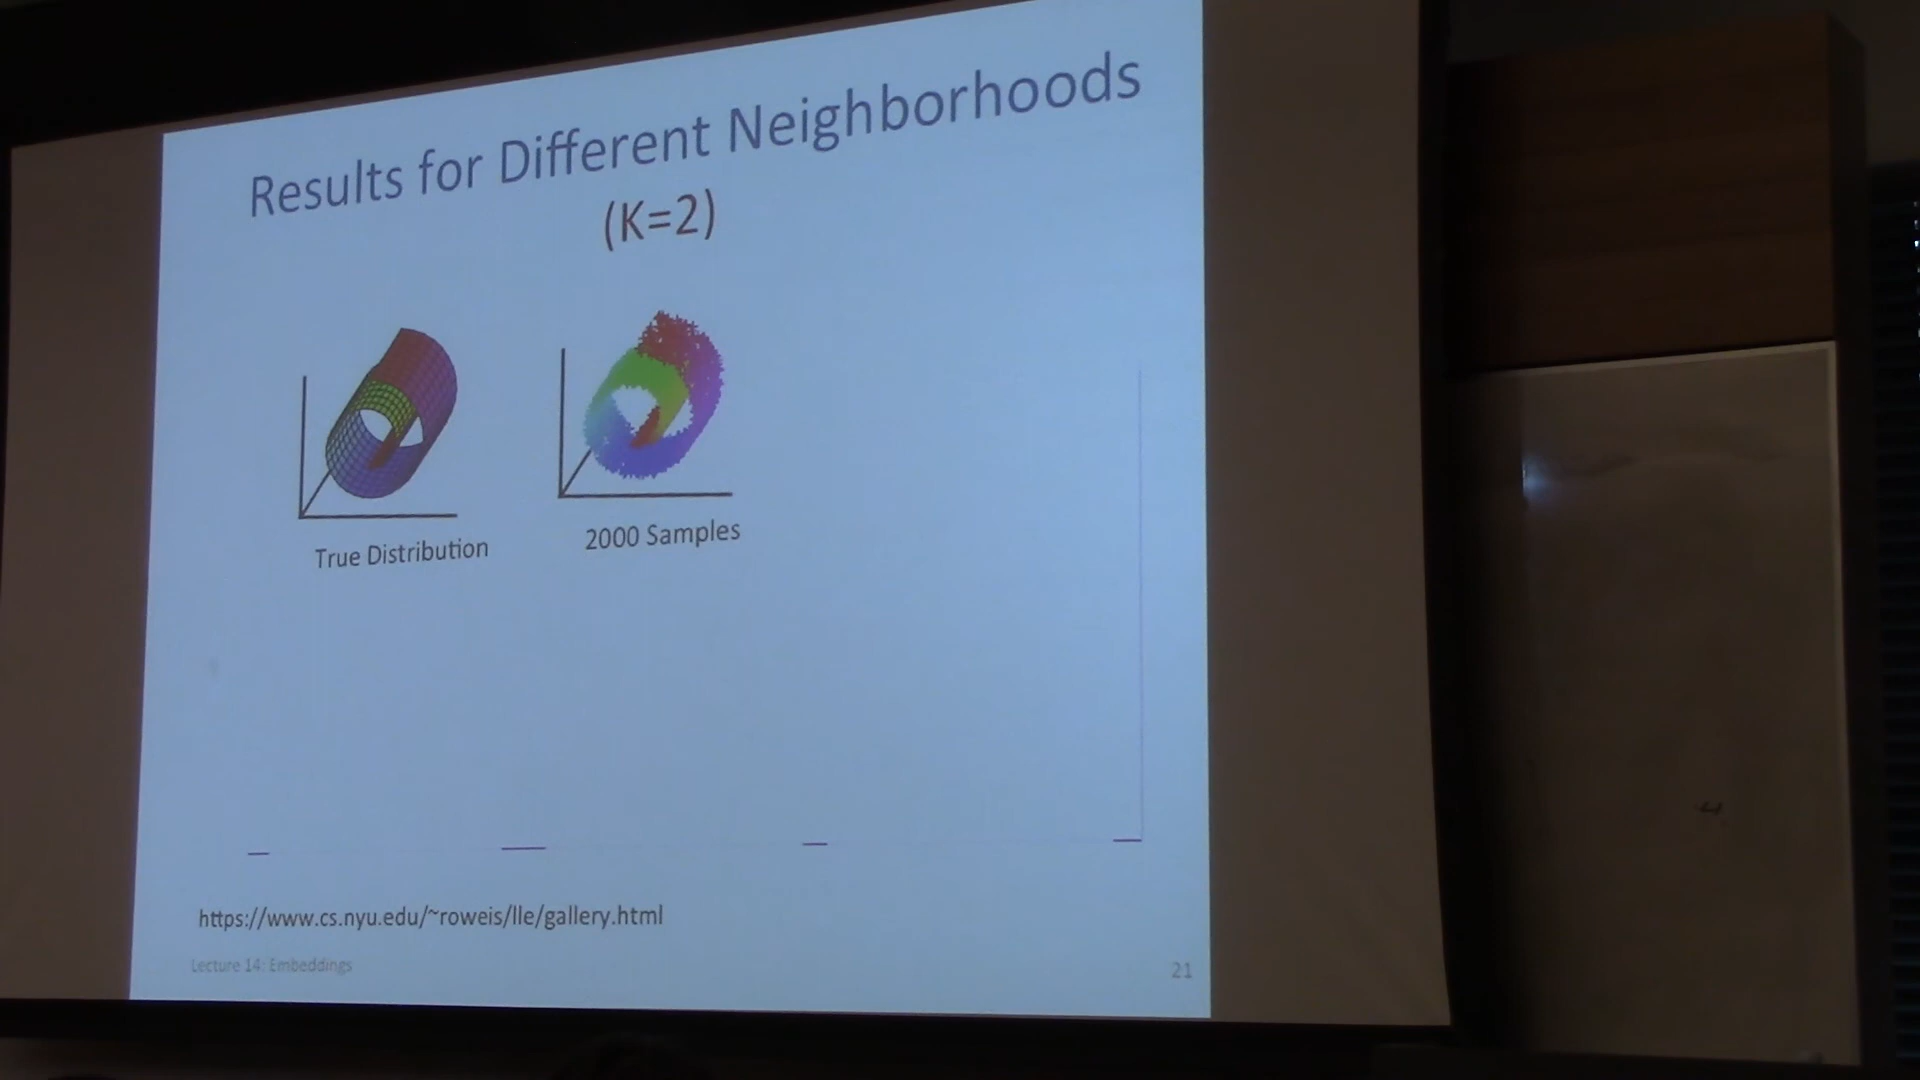 Results for Different Neighborhoods
(K=2)
True Distribution
2000 Samples
https://www.cs.nyu.edu/~roweis/lle/gallery.html
Lecture 14: Embeddings
21